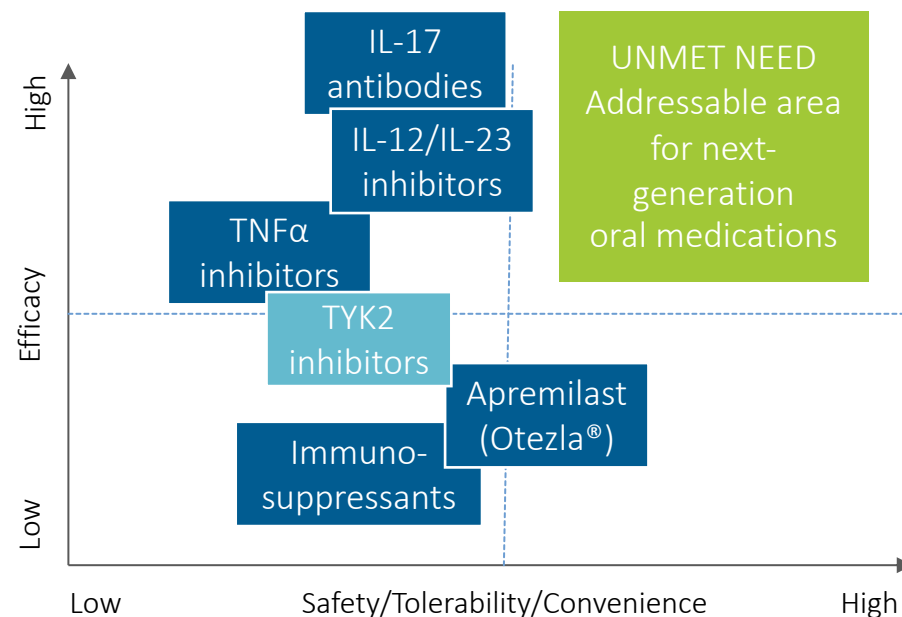 IL-17
antibodies
UNMET NEED
Addressable area
for next-
generation
oral medications
High
IL-12/IL-23
inhibitors
TNFα
inhibitors
Efficacy
TYK2
inhibitors
Apremilast
(Otezla®)
Immuno-
suppressants
Low
Low
Safety/Tolerability/Convenience
High